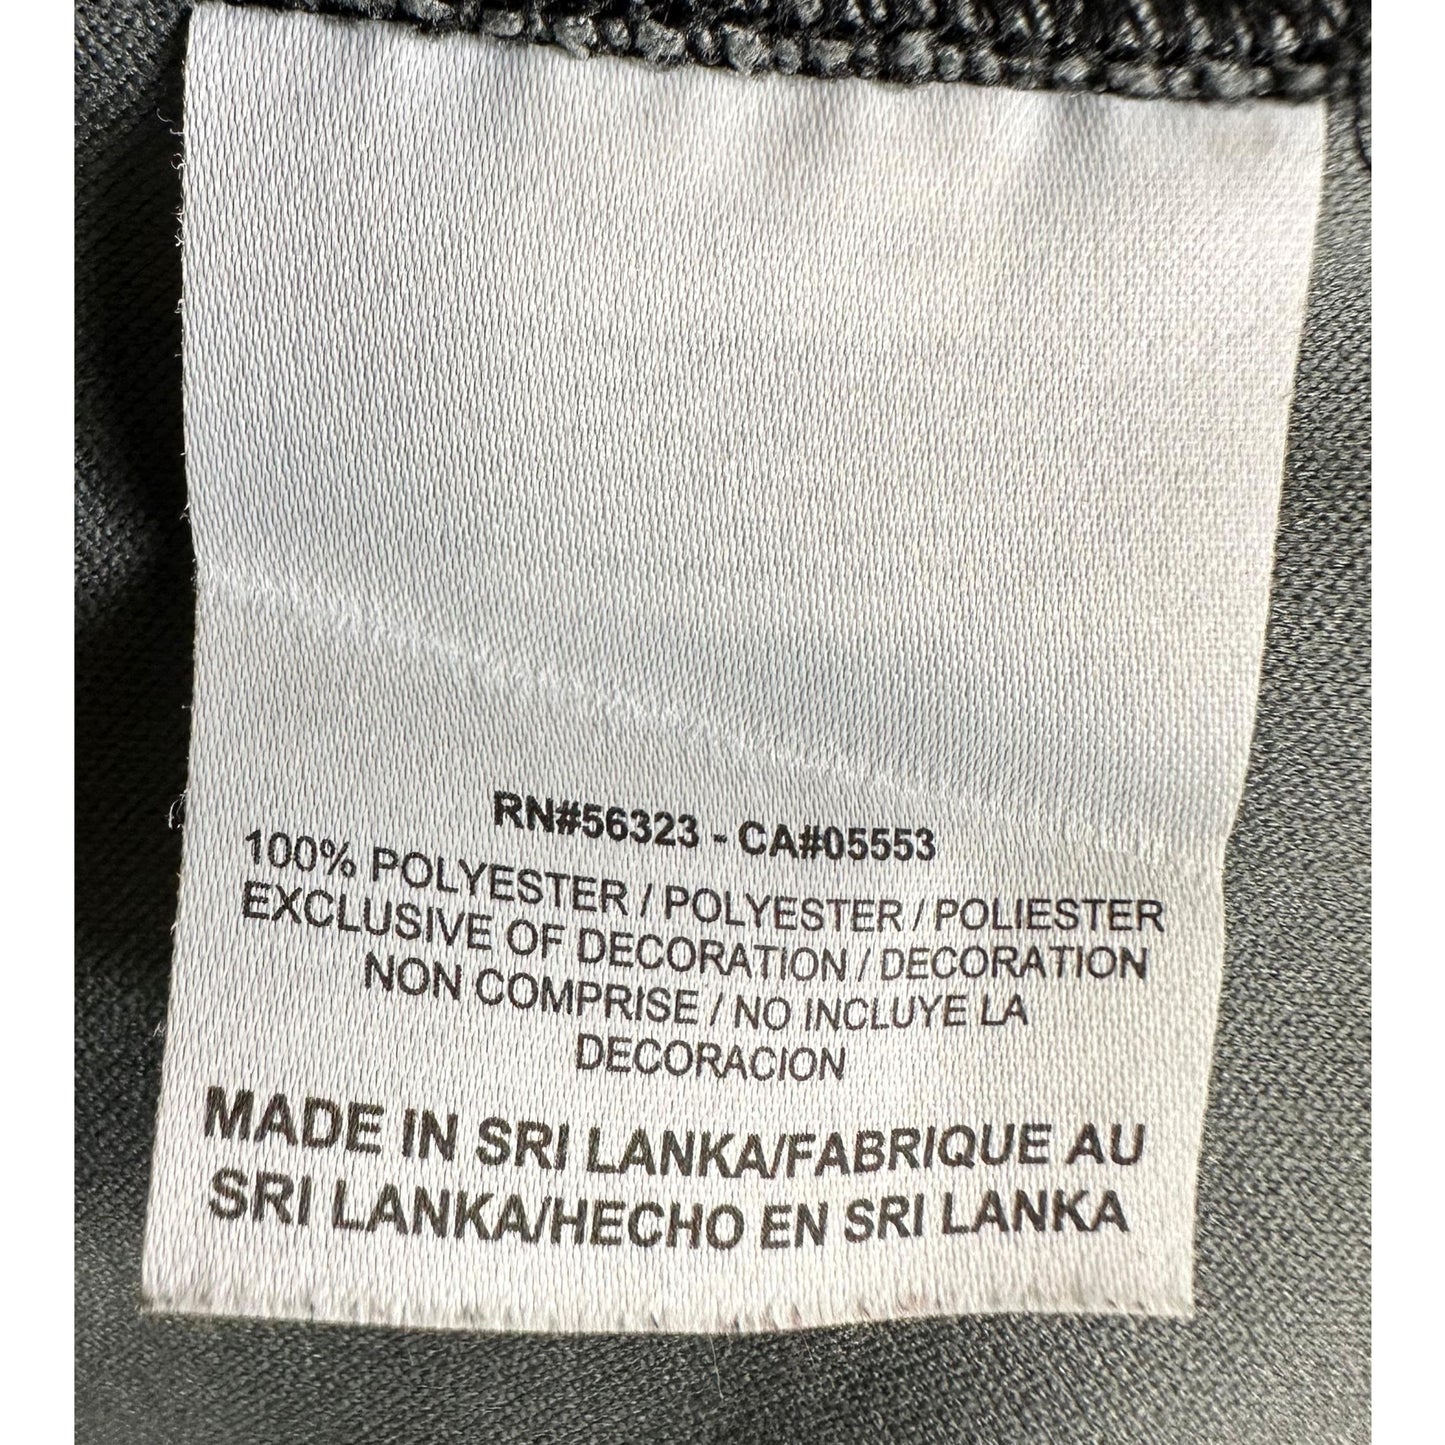 RN#56323 - CA#05553
100% POLYESTER / POLYESTER / POLIESTER
EXCLUSIVE OF DECORATION / DECORATION
NON COMPRISE / NO INCLUYE LA
DECORACION
MADE IN SRI LANKA/FABRIQUE AU
SRI LANKA/HECHO EN SRI LANKA